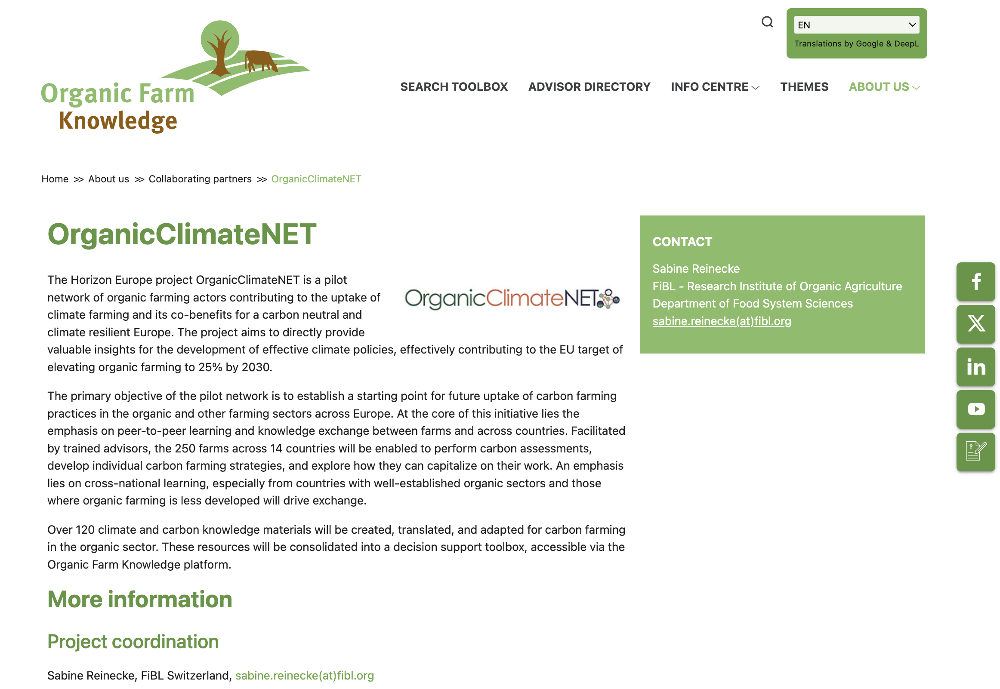 EN
Translations by Google & DeepL
Organic Farm
Knowledge
SEARCH TOOLBOX ADVISOR DIRECTORY INFO CENTRE THEMES ABOUT US
Home >> About us >> Collaborating partners >> OrganicClimateNET
OrganicClimateNET
The Horizon Europe project OrganicClimateNET is a pilot
network of organic farming actors contributing to the uptake of
climate farming and its co-benefits for a carbon neutral and
climate resilient Europe. The project aims to directly provide
valuable insights for the development of effective climate policies, effectively contributing to the EU target of
elevating organic farming to 25% by 2030.
OrganicClimateNET
The primary objective of the pilot network is to establish a starting point for future uptake of carbon farming
practices in the organic and other farming sectors across Europe. At the core of this initiative lies the
emphasis on peer-to-peer learning and knowledge exchange between farms and across countries. Facilitated
by trained advisors, the 250 farms across 14 countries will be enabled to perform carbon assessments,
develop individual carbon farming strategies, and explore how they can capitalize on their work. An emphasis
lies on cross-national learning, especially from countries with well-established organic sectors and those
where organic farming is less developed will drive exchange.
Over 120 climate and carbon knowledge materials will be created, translated, and adapted for carbon farming
in the organic sector. These resources will be consolidated into a decision support toolbox, accessible via the
Organic Farm Knowledge platform.
More information
Project coordination
Sabine Reinecke, FiBL Switzerland, sabine.reinecke(at)fibl.org
CONTACT
Sabine Reinecke
FiBL - Research Institute of Organic Agriculture
Department of Food System Sciences
sabine.reinecke(at)fibl.org